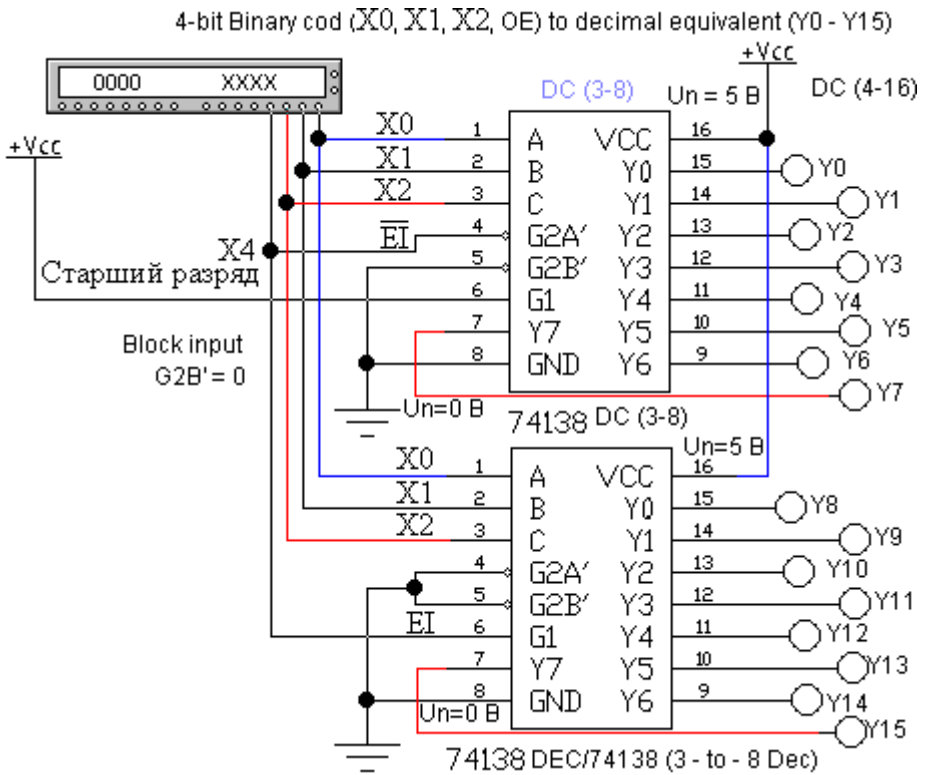 4-bit Binary cod (X0, X1, X2, OE) to decimal equivalent (Y0 - Y15)
+Vcc
0000 XXXX
DC (3-8)
Un = 5 В
DC (4-16)
+Vcc
X0 1 A VCC 16
X1 2 B Y0 15 Y0
X2 3 C Y1 14 Y1
EI 4 G2A' Y2 13 Y2
X4
5 G2B' Y3 12 Y3
Старший разряд
6 G1 Y4 11 Y4
7 Y7 Y5 10 Y5
8 GND Y6 9 Y6
Block input
G2B' = 0
Y7
Un=0 В
74138 DC (3-8)
Un=5 В
X0 1 A VCC 16
X1 2 B Y0 15 Y8
X2 3 C Y1 14 Y9
4 G2A' Y2 13 Y10
5 G2B' Y3 12 Y11
EI 6 G1 Y4 11 Y12
7 Y7 Y5 10 Y13
8 GND Y6 9 Y14
Un=0 В
Y15
74138 DEC/74138 (3 - to - 8 Dec)